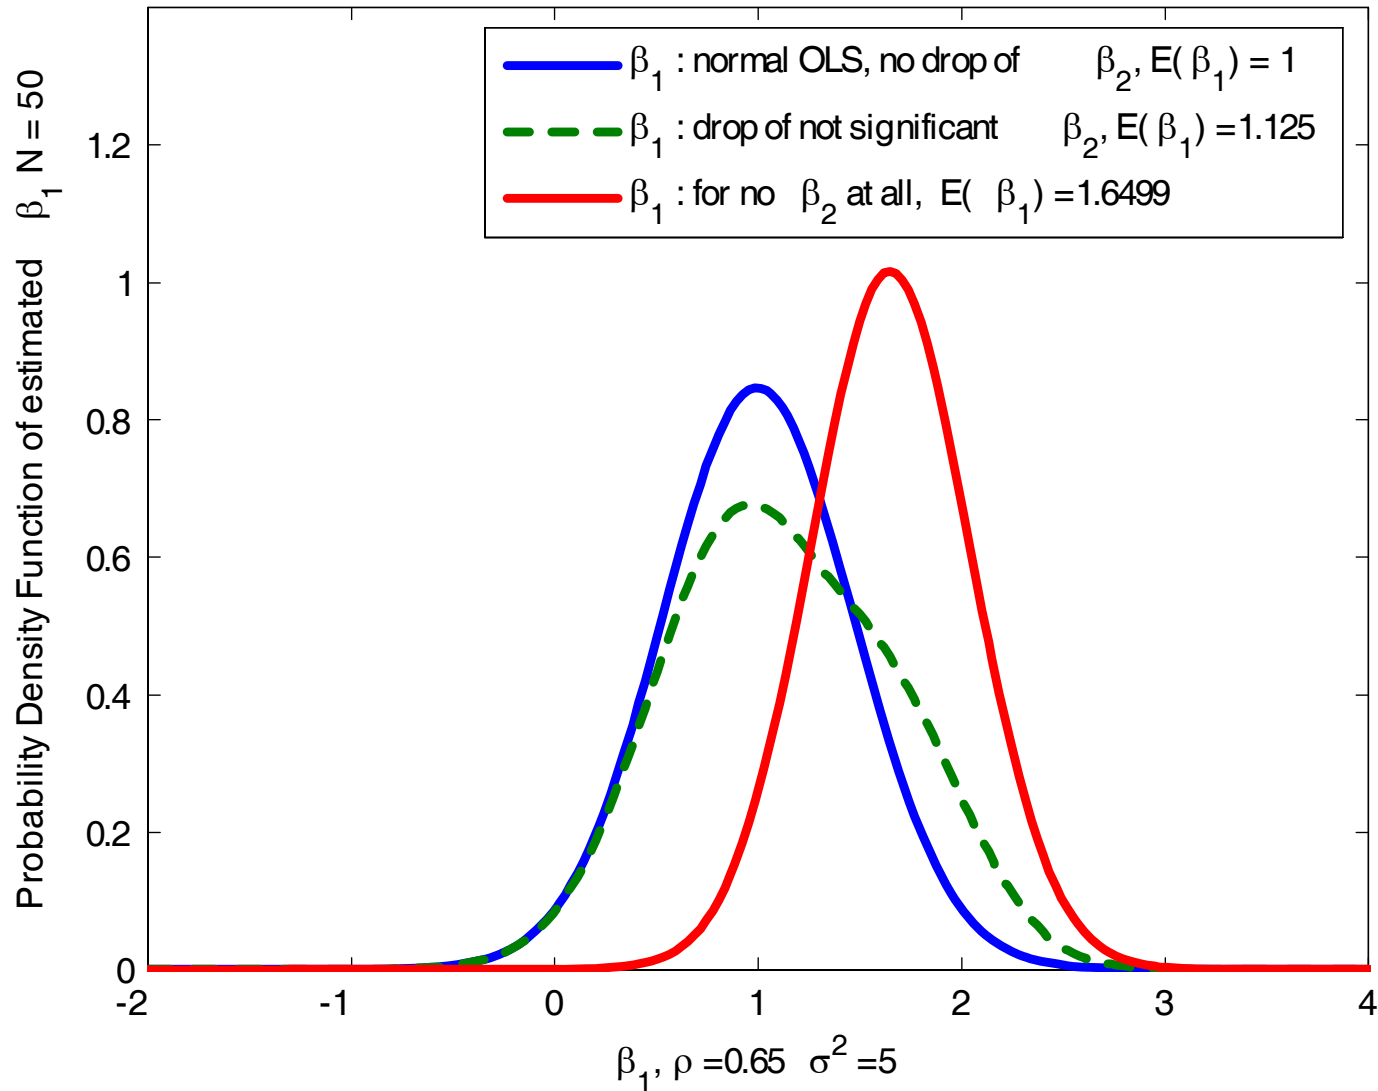 β₁ : normal OLS, no drop of β₂, E( β₁) = 1
β₁ : drop of not significant β₂, E( β₁) =1.125
β₁ : for no β₂ at all, E( β₁) =1.6499
Probability Density Function of estimated β₁ N = 50
1.2
1
0.8
0.6
0.4
0.2
0
-2 -1 0 1 2 3 4
β₁, ρ =0.65 σ² =5